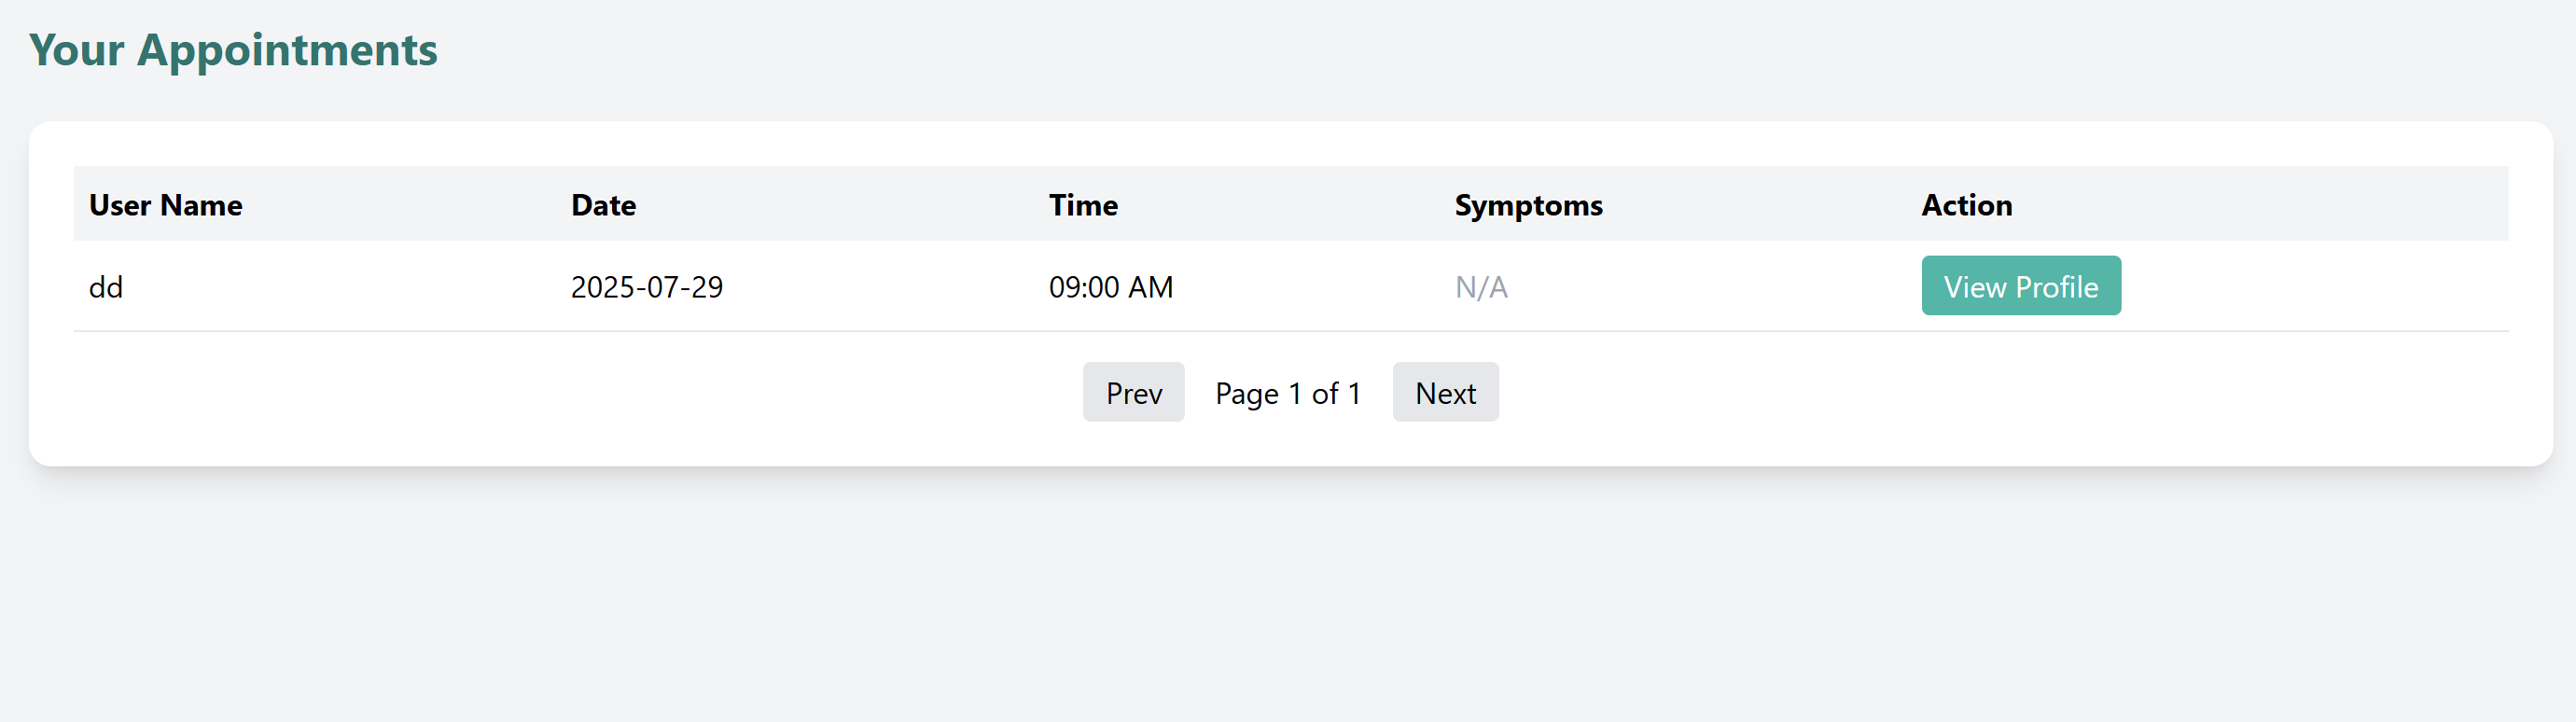 Your Appointments
User Name Date Time Symptoms Action
dd 2025-07-29 09:00 AM N/A View Profile
Prev Page 1 of 1 Next